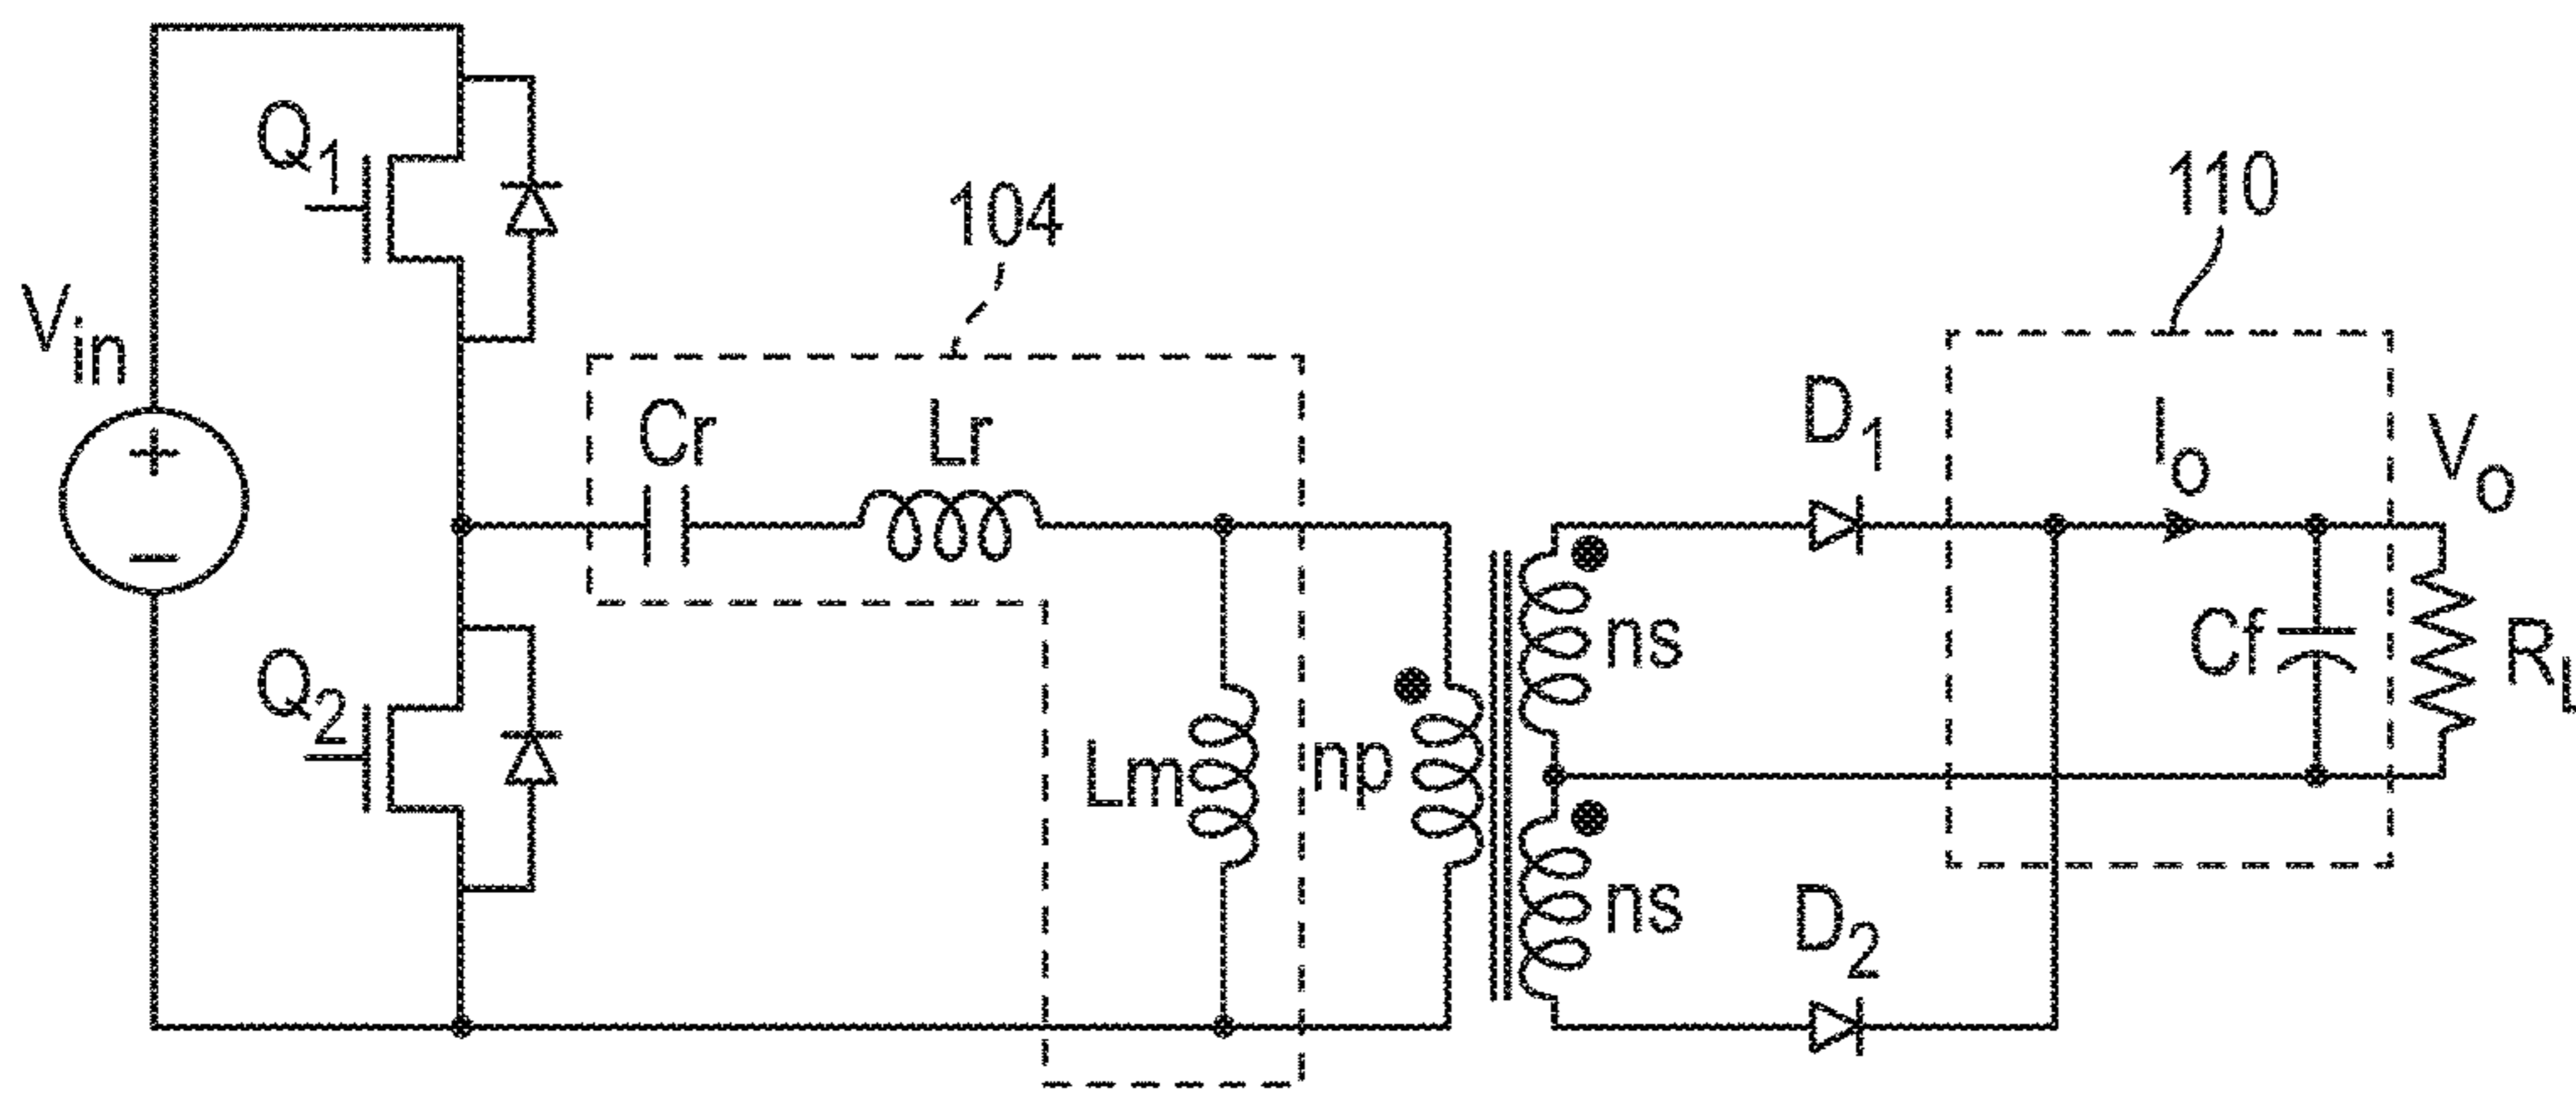 Q1
104
110
Vin
Cr
Lr
D1
Io
Vo
+
−
ns
Cf
RL
Q2
Lm
np
ns
D2